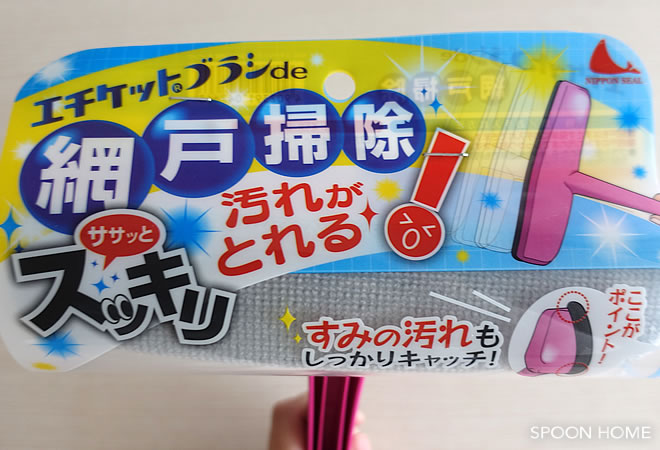 エチケット®ブラシde
網戸掃除
NIPPON SEAL
汚れが
とれる!
ササッと
スッキリ
すみの汚れも
しっかりキャッチ!
ここが
ポイント!
SPOON HOME